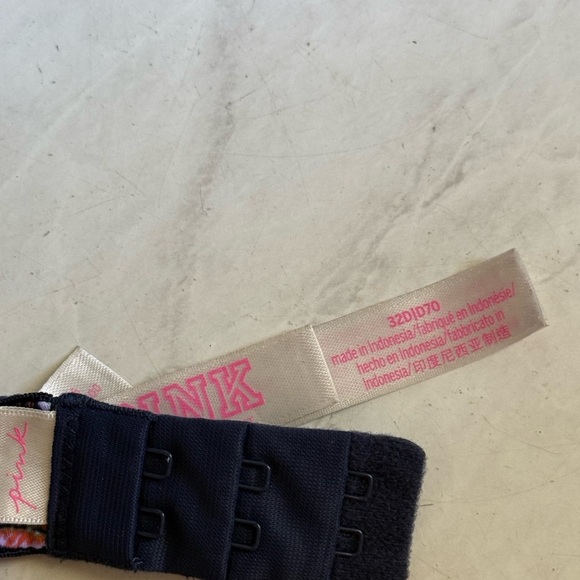 32D|D70
made in Indonesia/fabriqué en Indonésie/
hecho en Indonesia/fabbricato in
Indonesia/印度尼西亚制造
PINK
pink